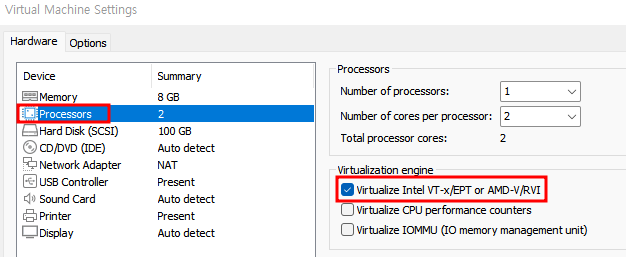 Virtual Machine Settings
Hardware Options
Device Summary
Memory 8 GB
Processors 2
Hard Disk (SCSI) 100 GB
CD/DVD (IDE) Auto detect
Network Adapter NAT
USB Controller Present
Sound Card Auto detect
Printer Present
Display Auto detect
Processors
Number of processors: 1
Number of cores per processor: 2
Total processor cores: 2
Virtualization engine
Virtualize Intel VT-x/EPT or AMD-V/RVI
Virtualize CPU performance counters
Virtualize IOMMU (IO memory management unit)